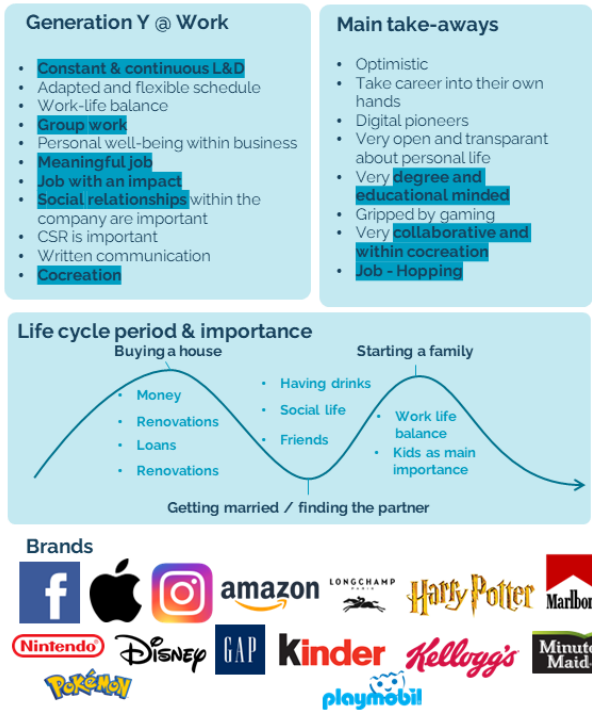 Generation Y @ Work
• Constant & continuous L&D
• Adapted and flexible schedule
• Work-life balance
• Group work
• Personal well-being within business
• Meaningful job
• Job with an impact
• Social relationships within the
company are important
• CSR is important
• Written communication
• Cocreation
Main take-aways
• Optimistic
• Take career into their own
hands
• Digital pioneers
• Very open and transparant
about personal life
• Very degree and
educational minded
• Gripped by gaming
• Very collaborative and
within cocreation
• Job - Hopping
Life cycle period & importance
Buying a house
Starting a family
• Money
• Renovations
• Loans
• Renovations
• Having drinks
• Social life
• Friends
• Work life
balance
• Kids as main
importance
Getting married / finding the partner
Brands
f
amazon
LONGCHAMP
PARIS
Harry Potter
Marlbor
Nintendo
Disney
GAP
Kinder
Kellogg's
Minute
Maid
POKéMON
playmobil